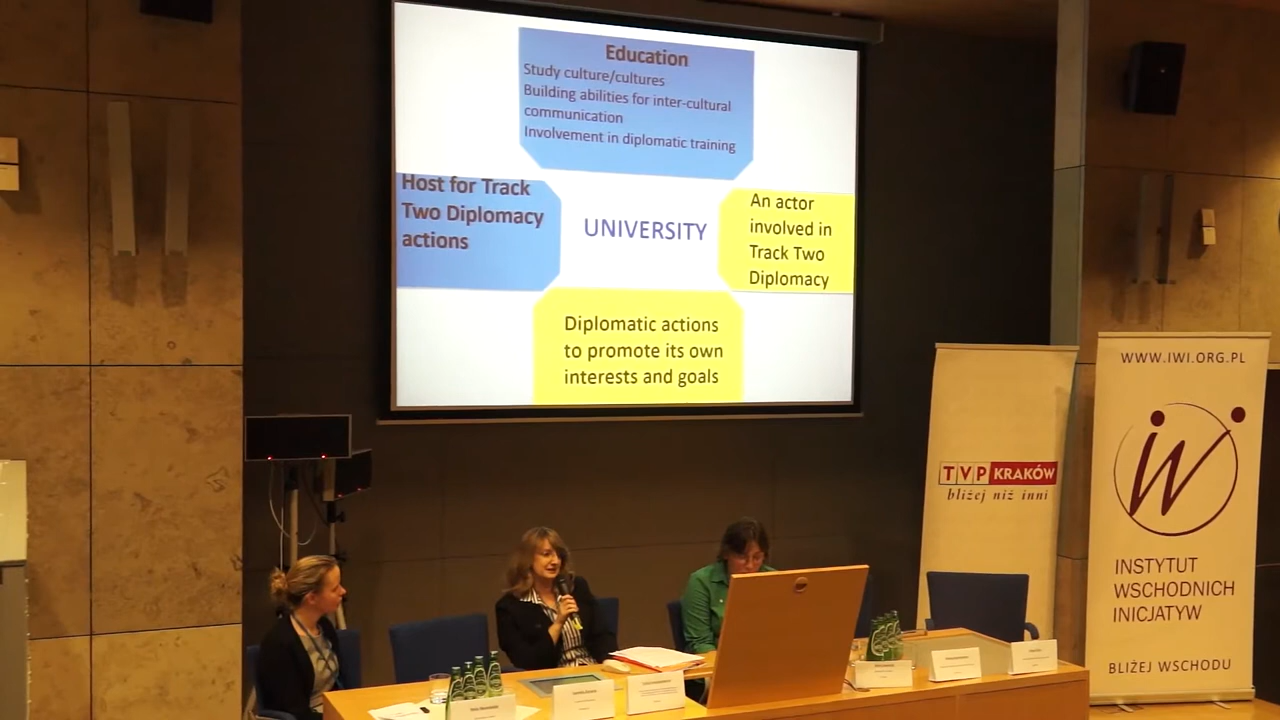 Education
Study culture/cultures
Building abilities for inter-cultural
communication
Involvement in diplomatic training
Host for Track
Two Diplomacy
actions
UNIVERSITY
An actor
involved in
Track Two
Diplomacy
Diplomatic actions
to promote its own
interests and goals
TVP KRAKÓW
bliżej niż inni
WWW.IWI.ORG.PL
iwi
INSTYTUT
WSCHODNICH
INICJATYW
BLIŻEJ WSCHODU